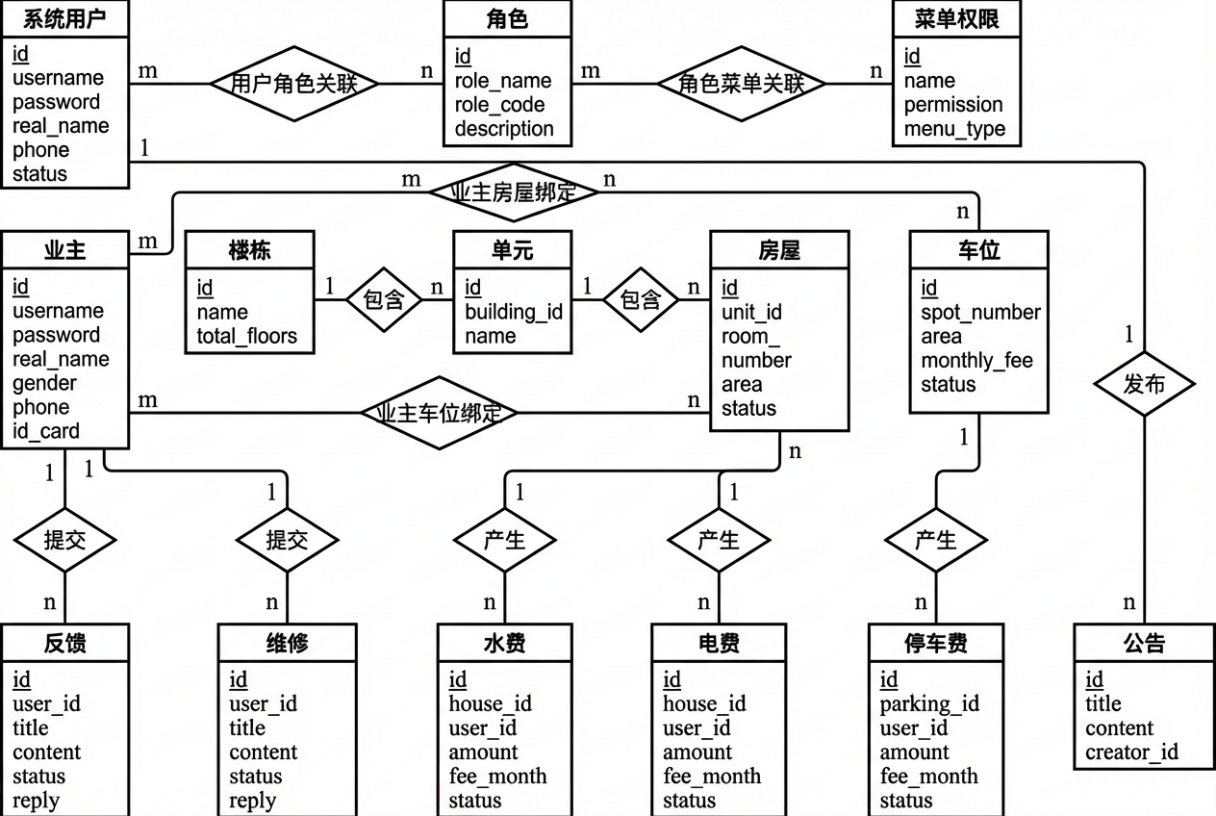 系统用户
id
username
password
real_name
phone
status
m
用户角色关联
n
角色
id
role_name
role_code
description
m
角色菜单关联
n
菜单权限
id
name
permission
menu_type
1
m
业主房屋绑定
n
n
m
业主
id
username
password
real_name
gender
phone
id_card
楼栋
id
name
total_floors
1
包含
n
单元
id
building_id
name
1
包含
n
房屋
id
unit_id
room_
number
area
status
车位
id
spot_number
area
monthly_fee
status
1
发布
m
业主车位绑定
n
n
1
1
1
1
1
1
提交
提交
产生
产生
产生
n
n
n
n
n
n
反馈
id
user_id
title
content
status
reply
维修
id
user_id
title
content
status
reply
水费
id
house_id
user_id
amount
fee_month
status
电费
id
house_id
user_id
amount
fee_month
status
停车费
id
parking_id
user_id
amount
fee_month
status
公告
id
title
content
creator_id